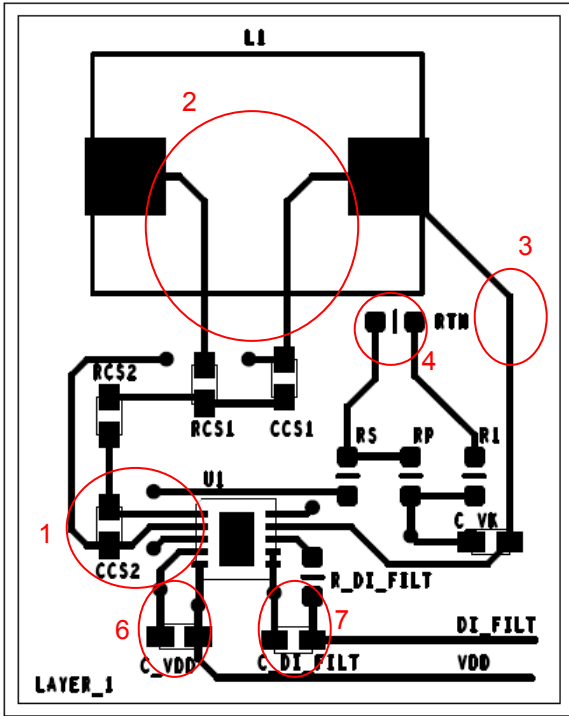 L1
2
3
RTN
4
RCS2
RCS1
CCS1
RS RP R1
U1
1
C_VK
CCS2
R_DI_FILT
6
7
DI_FILT
C_VDD
C_DI_FILT
VDD
LAYER_1